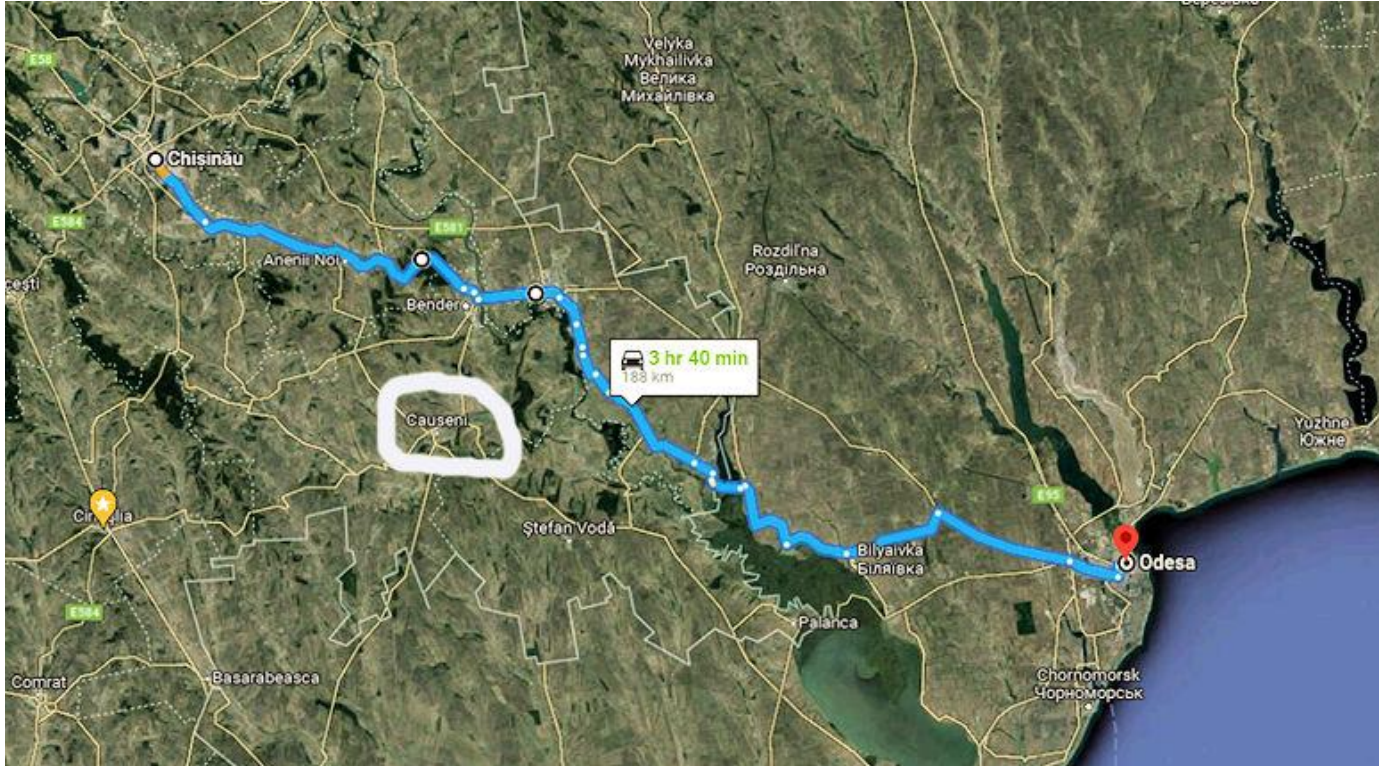 E58
Velyka
Mykhailivka
Велика
Михайлівка
Chișinău
E584
E581
Anenii Noi
Rozdil'na
Роздільна
Bender
3 hr 40 min
188 km
Causeni
Yuzhne
Южне
E95
Ștefan Vodă
Bilyaivka
Біляївка
Odesa
E584
Palanca
Basarabeasca
Comrat
Chornomorsk
Чорноморськ